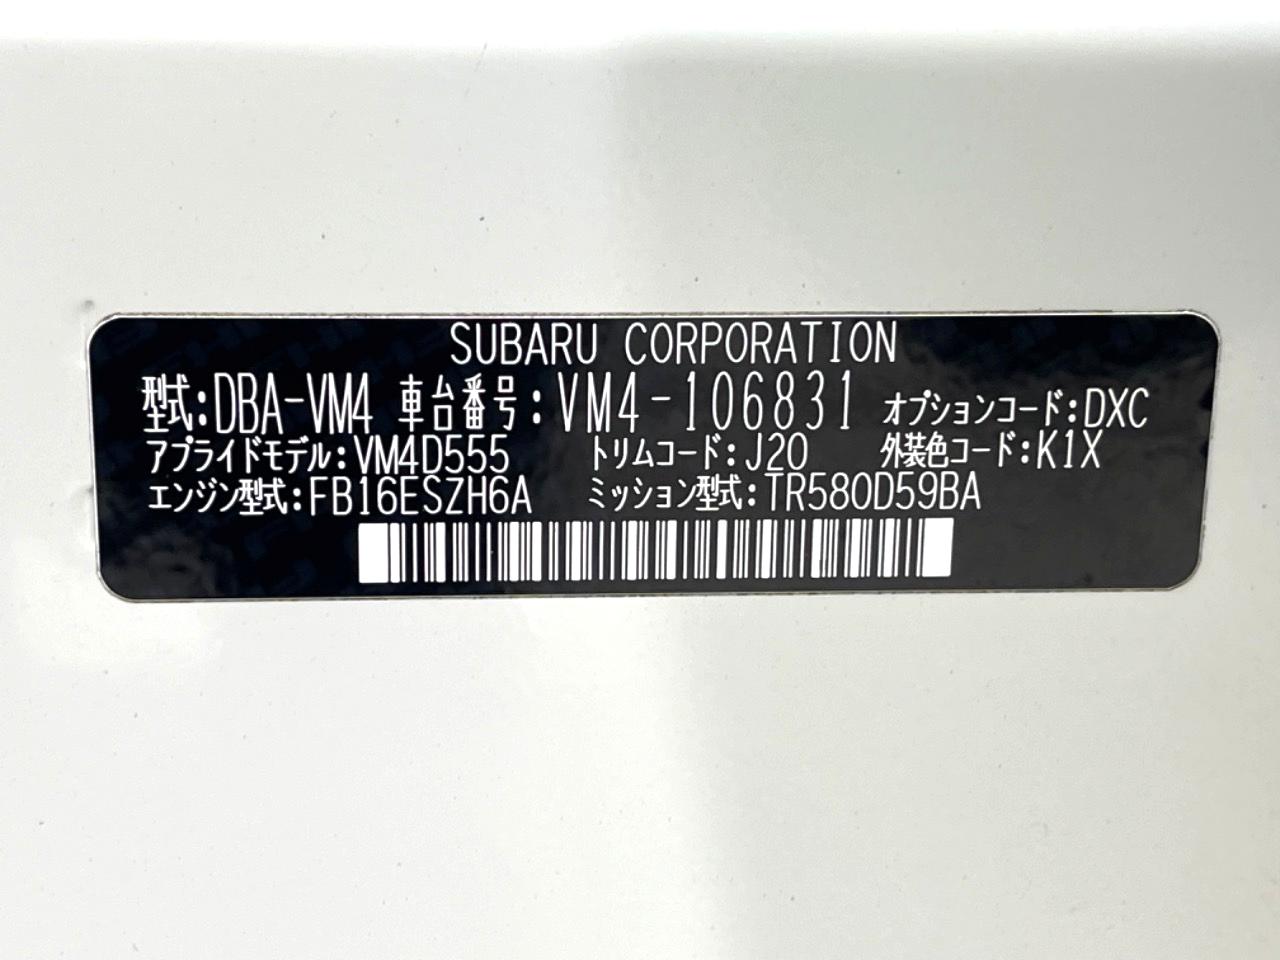 SUBARU CORPORATION
型式:DBA-VM4 車台番号:VM4-106831 オプションコード:DXC
アプライドモデル:VM4D555 トリムコード:J20 外装色コード:K1X
エンジン型式:FB16ESZH6A ミッション型式:TR580D59BA